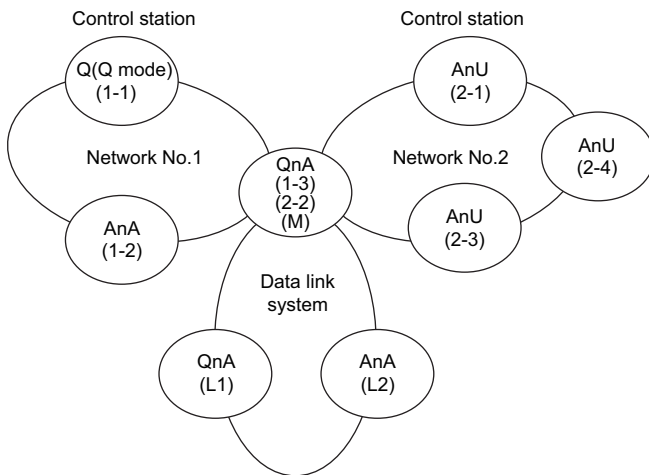 Control station
Control station
Q(Q mode)
(1-1)
AnU
(2-1)
AnU
(2-4)
Network No.1
Network No.2
QnA
(1-3)
(2-2)
(M)
AnA
(1-2)
AnU
(2-3)
Data link
system
QnA
(L1)
AnA
(L2)